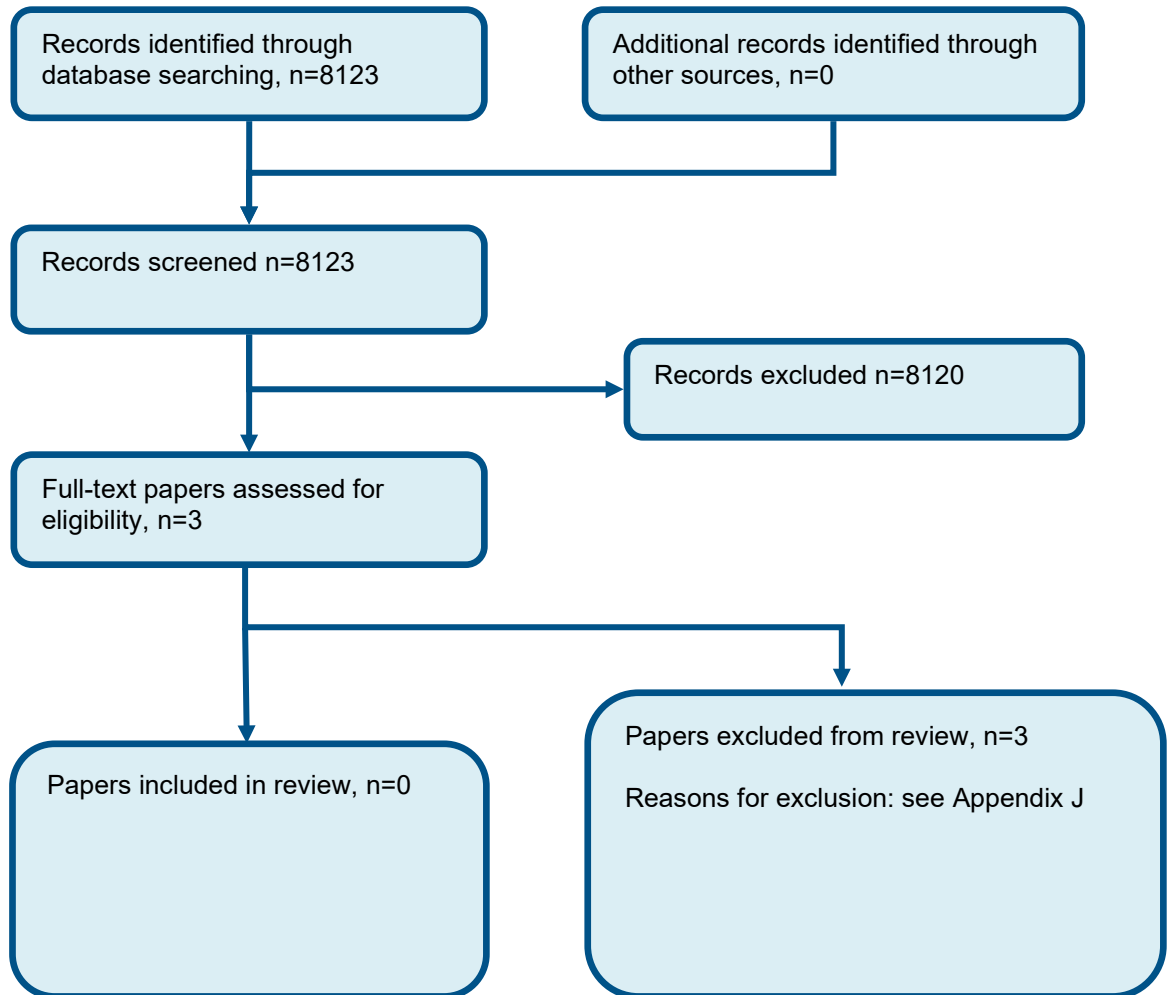 Records identified through
database searching, n=8123
Additional records identified through
other sources, n=0
Records screened n=8123
Records excluded n=8120
Full-text papers assessed for
eligibility, n=3
Papers included in review, n=0
Papers excluded from review, n=3
Reasons for exclusion: see Appendix J